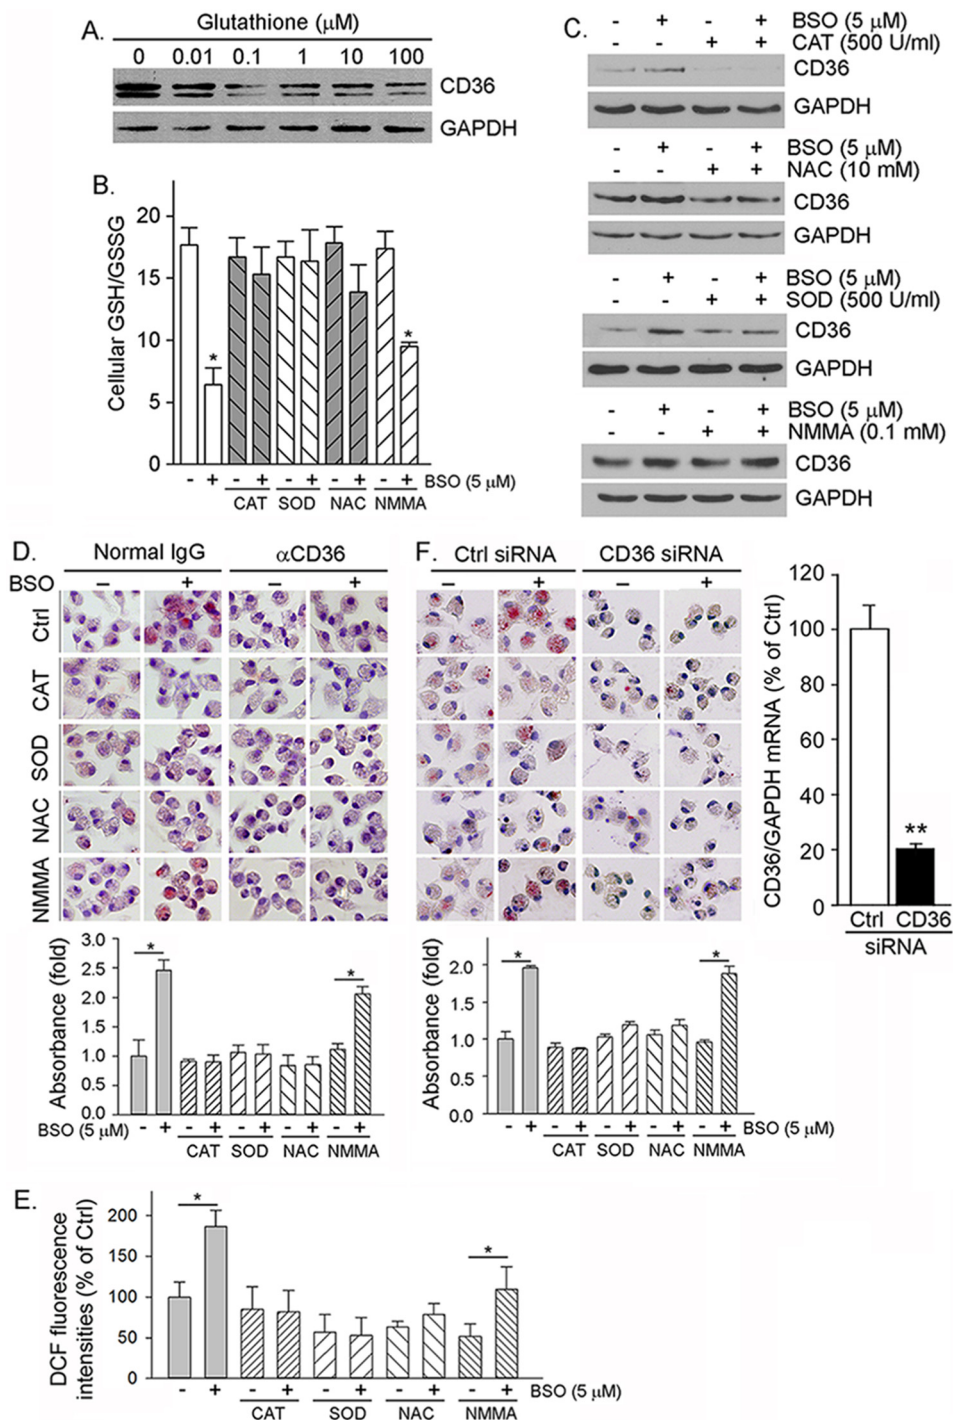 A.
Glutathione (μM)
0 0.01 0.1 1 10 100
CD36
GAPDH
B.
Cellular GSH/GSSG
20
15
10
5
0
*
*
- + - + - + - + - + BSO (5 μM)
CAT SOD NAC NMMA
C.
- + - + BSO (5 μM)
- - + + CAT (500 U/ml)
CD36
GAPDH
- + - + BSO (5 μM)
- - + + NAC (10 mM)
CD36
GAPDH
- + - + BSO (5 μM)
- - + + SOD (500 U/ml)
CD36
GAPDH
- + - + BSO (5 μM)
- - + + NMMA (0.1 mM)
CD36
GAPDH
D.
Normal IgG αCD36
BSO – + – +
Ctrl
CAT
SOD
NAC
NMMA
Absorbance (fold)
3.0
2.5
2.0
1.5
1.0
0.5
0.0
*
*
BSO (5 μM) - + - + - + - + - +
CAT SOD NAC NMMA
F.
Ctrl siRNA CD36 siRNA
– + – +
Absorbance (fold)
2.0
1.5
1.0
0.5
0.0
*
*
- + - + - + - + - + BSO (5 μM)
CAT SOD NAC NMMA
CD36/GAPDH mRNA (% of Ctrl)
120
100
80
60
40
20
0
**
Ctrl CD36
siRNA
E.
DCF fluorescence
intensities (% of Ctrl)
200
150
100
50
0
*
*
- + - + - + - + - + BSO (5 μM)
CAT SOD NAC NMMA